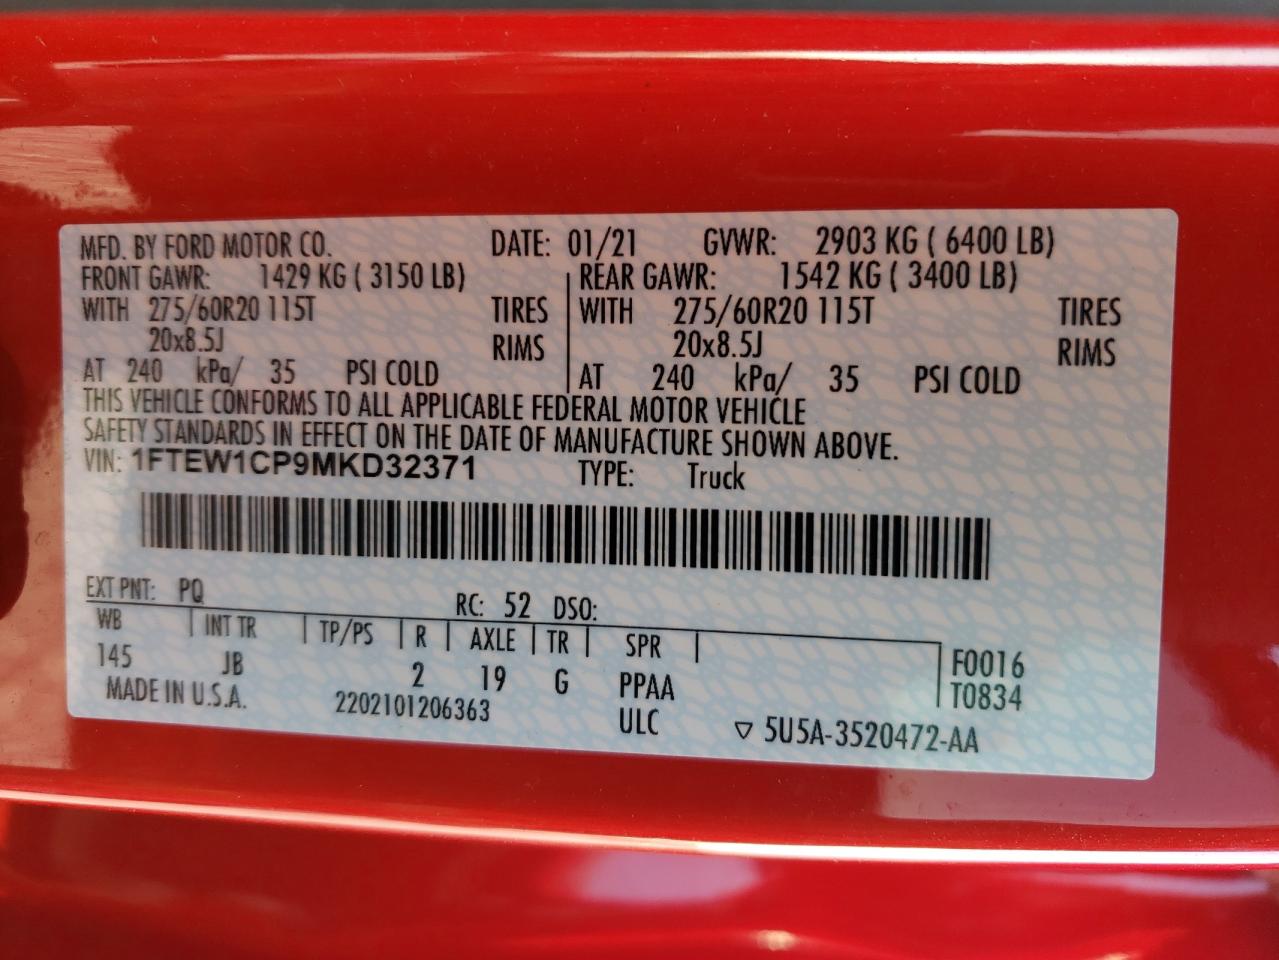 MFD. BY FORD MOTOR CO. DATE: 01/21 GVWR: 2903 KG ( 6400 LB)
FRONT GAWR: 1429 KG ( 3150 LB) REAR GAWR: 1542 KG ( 3400 LB)
WITH 275/60R20 115T TIRES WITH 275/60R20 115T TIRES
20x8.5J RIMS 20x8.5J RIMS
AT 240 kPa/ 35 PSI COLD AT 240 kPa/ 35 PSI COLD
THIS VEHICLE CONFORMS TO ALL APPLICABLE FEDERAL MOTOR VEHICLE
SAFETY STANDARDS IN EFFECT ON THE DATE OF MANUFACTURE SHOWN ABOVE.
VIN: 1FTEW1CP9MKD32371 TYPE: Truck
EXT PNT: PQ RC: 52 DSO:
WB INT TR TP/PS R AXLE TR SPR
145 JB 2 19 G PPAA F0016
MADE IN U.S.A. 2202101206363 ULC T0834
▽ 5U5A-3520472-AA